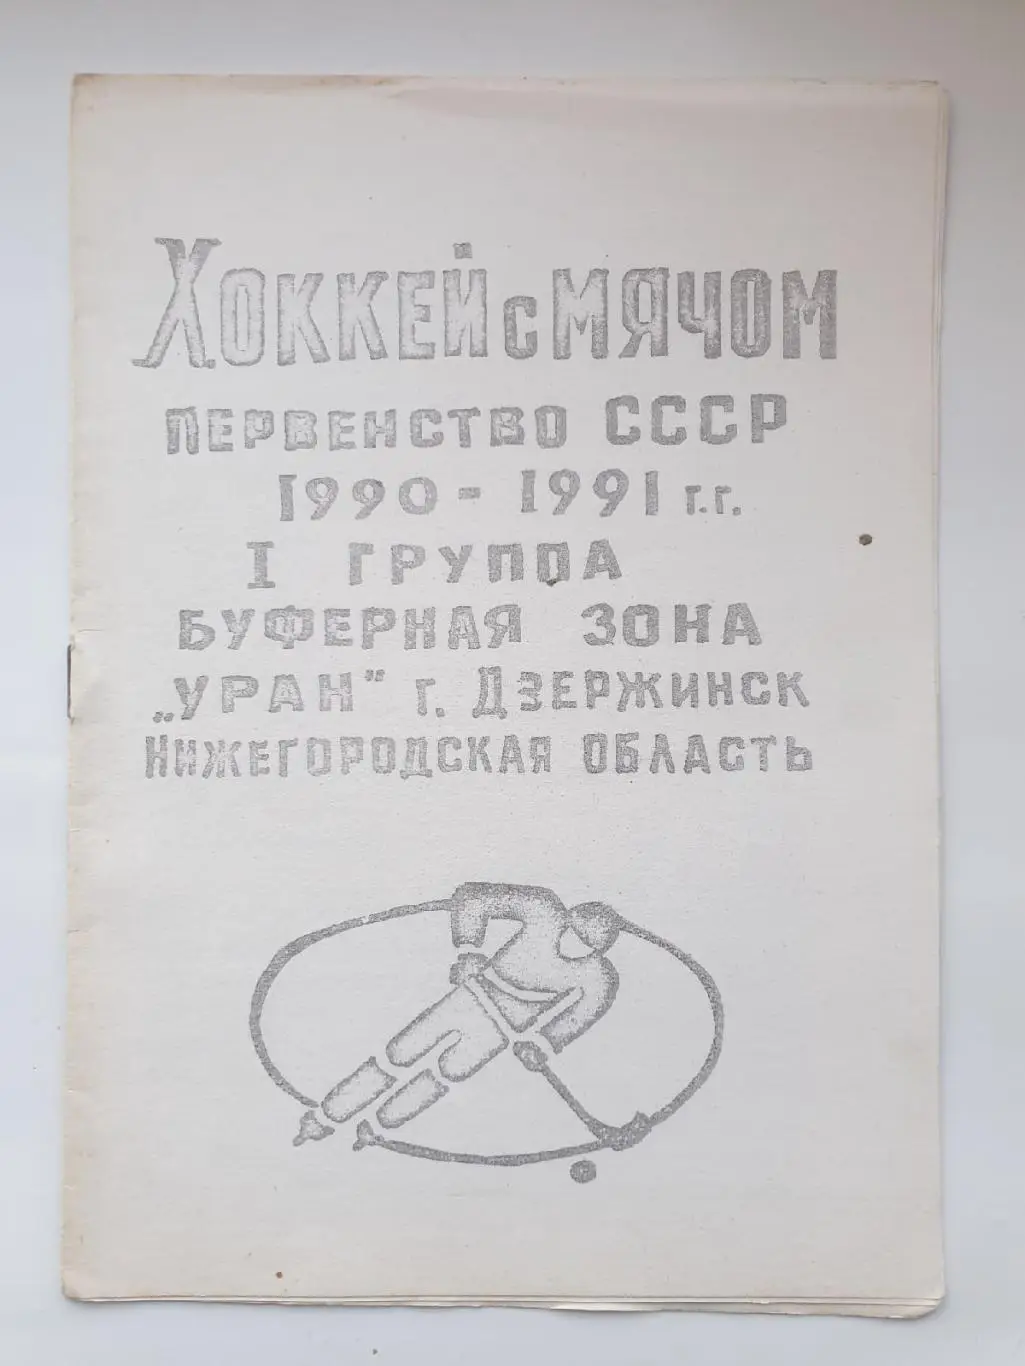 Хоккей с мячом
первенство СССР
1990 - 1991 г.г.
I группа
буферная зона
„Уран" г. Дзержинск
Нижегородская область